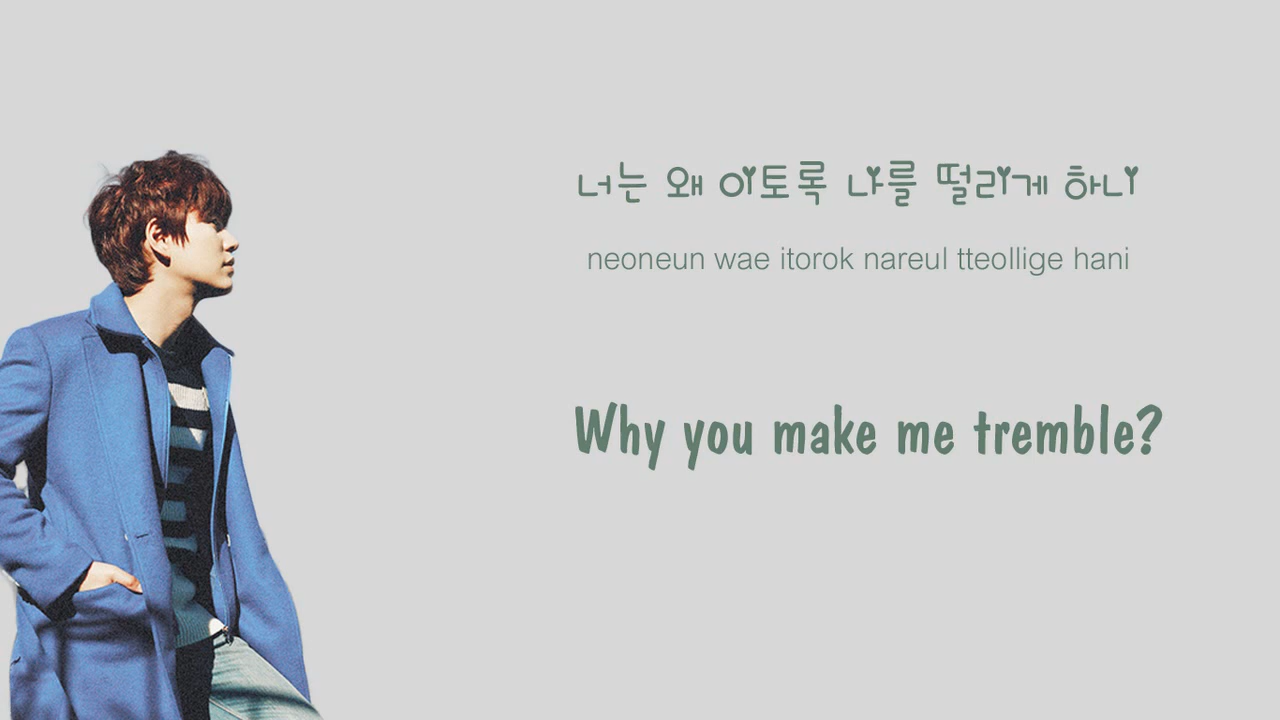 너는 왜 이토록 나를 떨리게 하니
neoneun wae itorok nareul tteollige hani
Why you make me tremble?